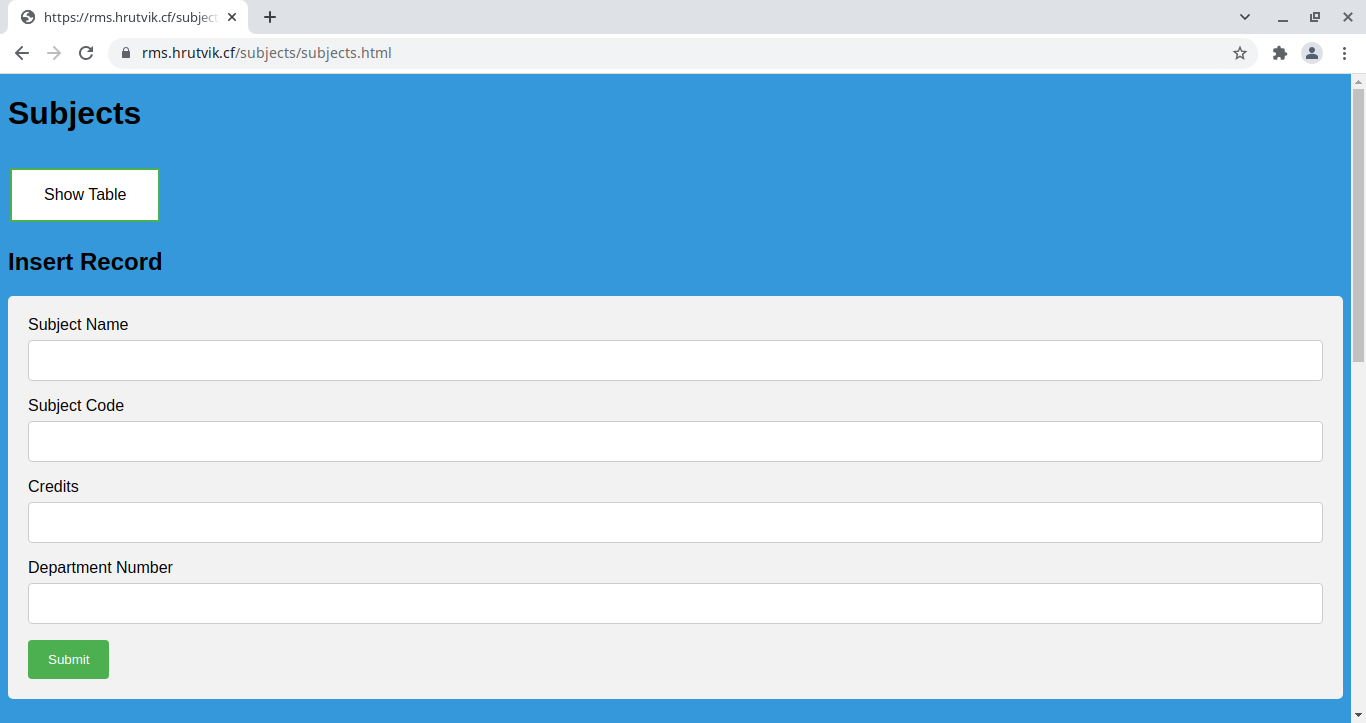 https://rms.hrutvik.cf/subject
rms.hrutvik.cf/subjects/subjects.html
Subjects
Show Table
Insert Record
Subject Name
Subject Code
Credits
Department Number
Submit